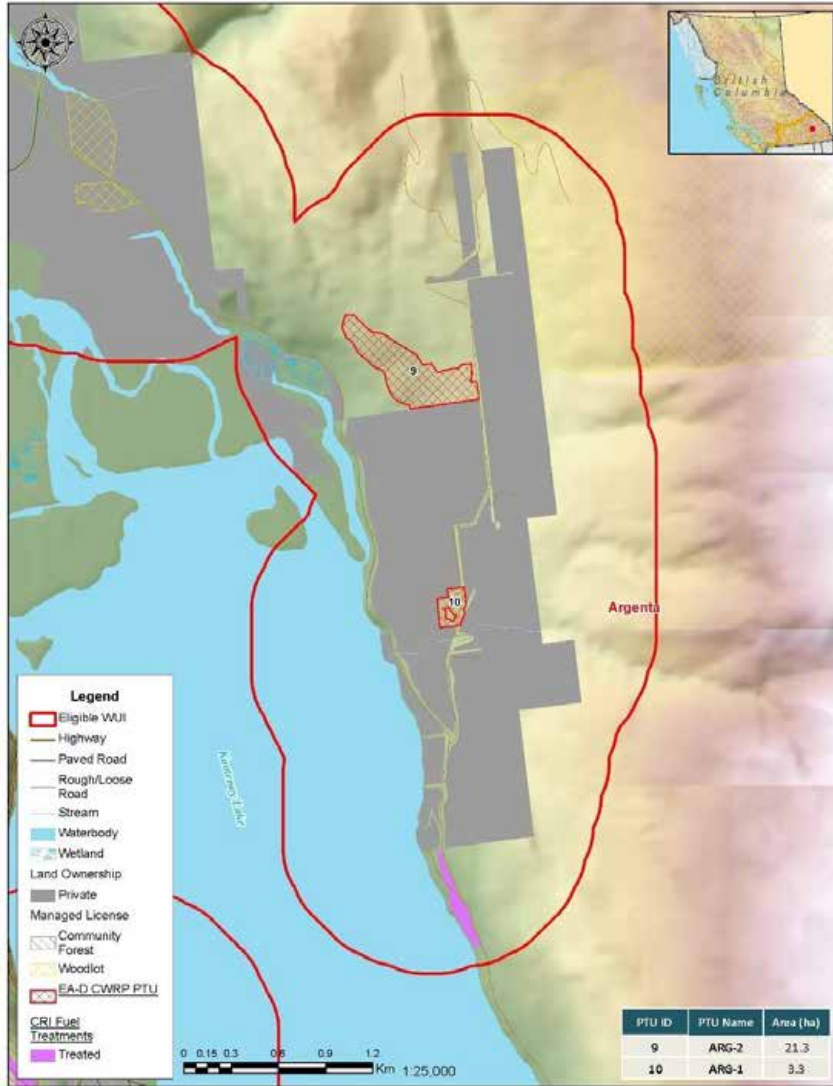 British
Columbia
9
10
Argenta
Kootenay Lake
Legend
Eligible WUI
Highway
Paved Road
Rough/Loose
Road
Stream
Waterbody
Wetland
Land Ownership
Private
Managed License
Community
Forest
Woodlot
EA-D CWRP PTU
CRI Fuel
Treatments
Treated
0 0.15 0.3 0.6 0.9 1.2
Km 1:25,000
PTU ID PTU Name Area (ha)
9 ARG-2 21.3
10 ARG-1 3.3